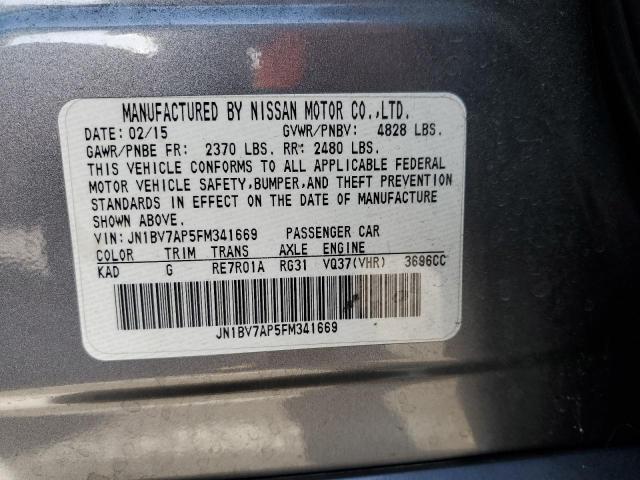 MANUFACTURED BY NISSAN MOTOR CO.,LTD.
DATE: 02/15 GVWR/PNBV: 4828 LBS.
GAWR/PNBE FR: 2370 LBS. RR: 2480 LBS.
THIS VEHICLE CONFORMS TO ALL APPLICABLE FEDERAL
MOTOR VEHICLE SAFETY,BUMPER,AND THEFT PREVENTION
STANDARDS IN EFFECT ON THE DATE OF MANUFACTURE
SHOWN ABOVE.
VIN: JN1BV7AP5FM341669 PASSENGER CAR
COLOR TRIM TRANS AXLE ENGINE
KAD G RE7R01A RG31 VQ37(VHR) 3696CC
JN1BV7AP5FM341669